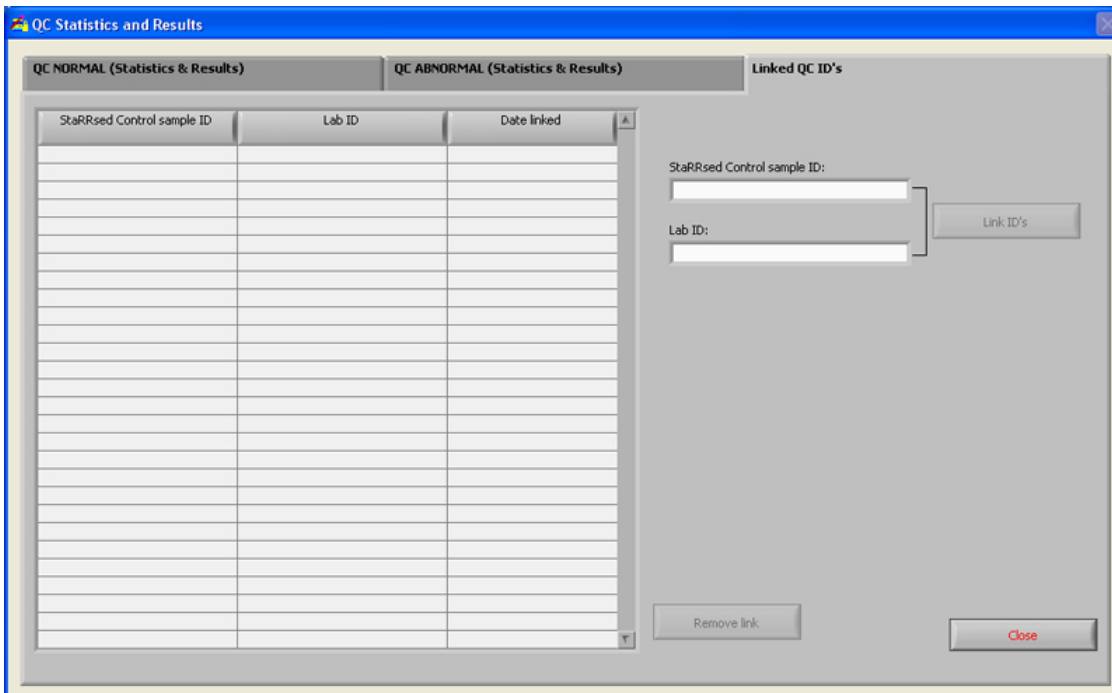 QC Statistics and Results
QC NORMAL (Statistics & Results) QC ABNORMAL (Statistics & Results) Linked QC ID's
StaRRsed Control sample ID Lab ID Date linked
StaRRsed Control sample ID:
Link ID's
Lab ID:
Remove link
Close